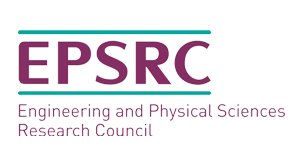 EPSRC
Engineering and Physical Sciences
Research Council